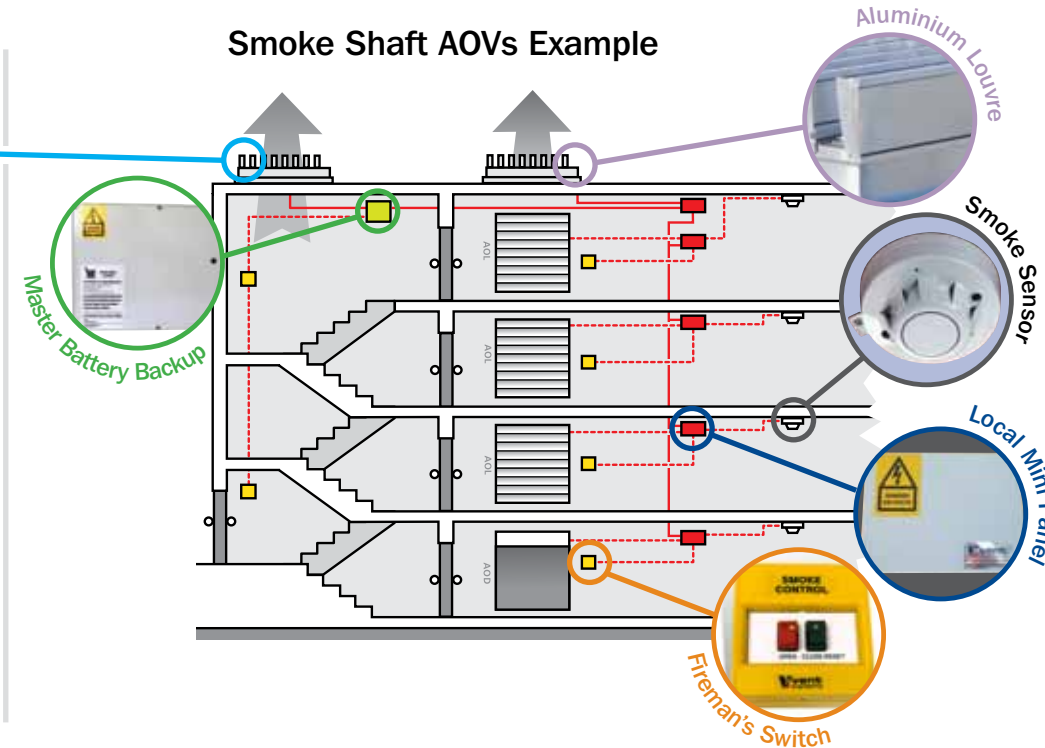 Smoke Shaft AOVs Example
Aluminium Louvre
Master Battery Backup
Smoke Sensor
AOL
AOL
AOL
AOD
Local Mini Panel
SMOKE
CONTROL
OPEN CLOSE/RESET
Vent
Fireman's Switch